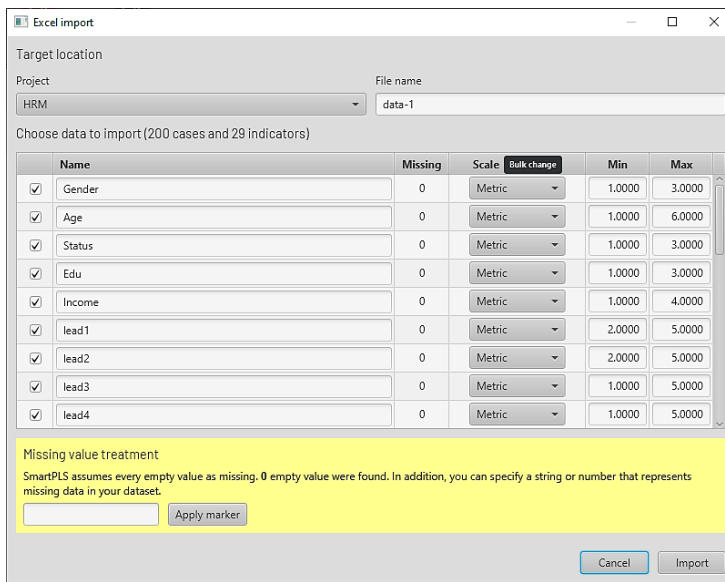 Excel import
Target location
Project File name
HRM data-1
Choose data to import (200 cases and 29 indicators)
Name Missing Scale Bulk change Min Max
Gender 0 Metric 1.0000 3.0000
Age 0 Metric 1.0000 6.0000
Status 0 Metric 1.0000 3.0000
Edu 0 Metric 1.0000 3.0000
Income 0 Metric 1.0000 4.0000
lead1 0 Metric 2.0000 5.0000
lead2 0 Metric 2.0000 5.0000
lead3 0 Metric 1.0000 5.0000
lead4 0 Metric 1.0000 5.0000
Missing value treatment
SmartPLS assumes every empty value as missing. 0 empty value were found. In addition, you can specify a string or number that represents
missing data in your dataset.
Apply marker
Cancel Import